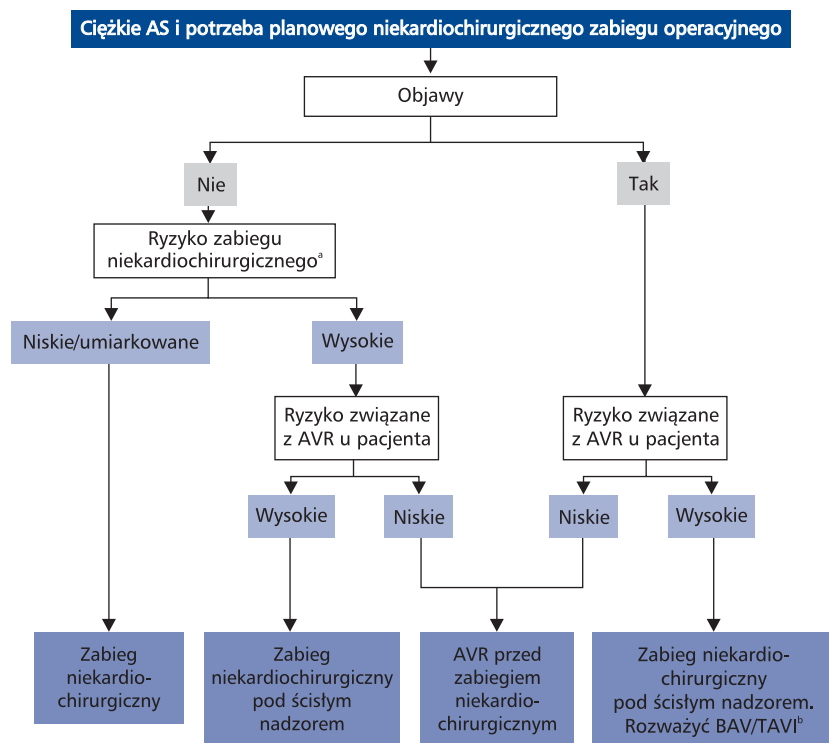 Ciężkie AS i potrzeba planowego niekardiochirurgicznego zabiegu operacyjnego
Objawy
Nie
Tak
Ryzyko zabiegu
niekardiochirurgicznegoᵃ
Niskie/umiarkowane
Wysokie
Ryzyko związane
z AVR u pacjenta
Ryzyko związane
z AVR u pacjenta
Wysokie
Niskie
Niskie
Wysokie
Zabieg
niekardio-
chirurgiczny
Zabieg
niekardiochirurgiczny
pod ścisłym
nadzorem
AVR przed
zabiegiem
niekardio-
chirurgicznym
Zabieg niekardio-
chirurgiczny
pod ścisłym nadzorem.
Rozważyć BAV/TAVIᵇ